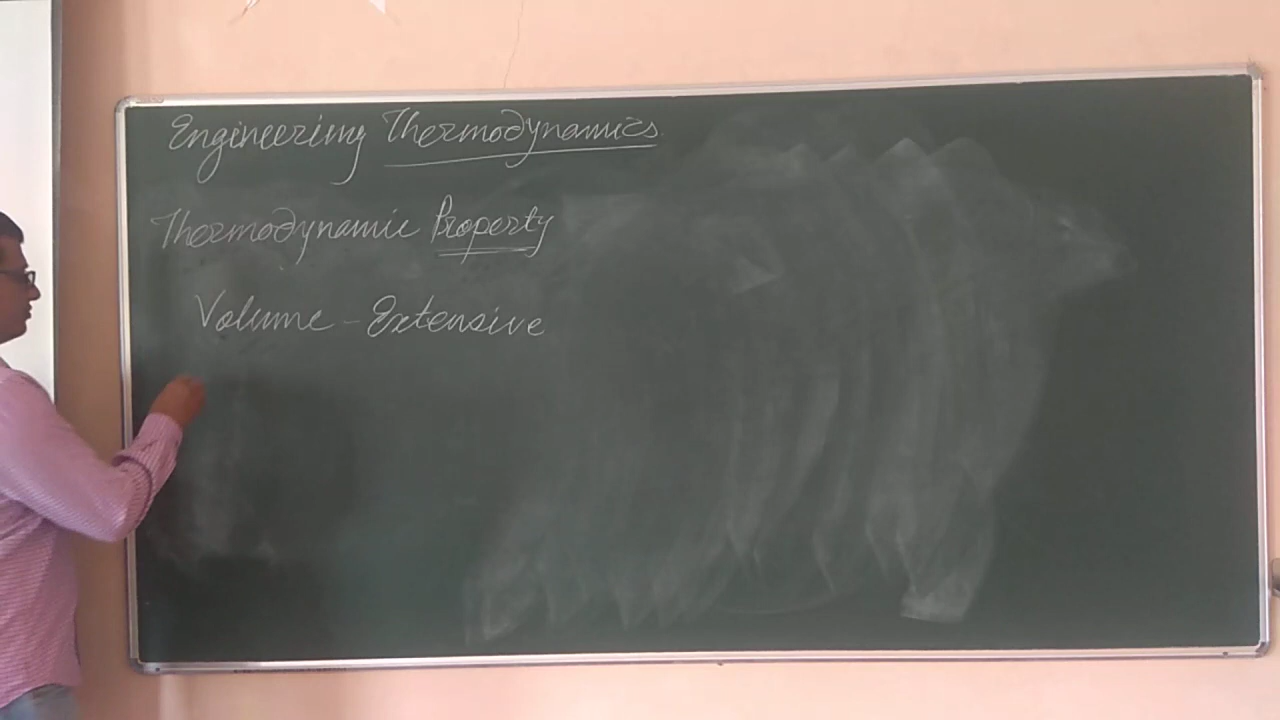 Engineering Thermodynamics
Thermodynamic Property
Volume - Extensive